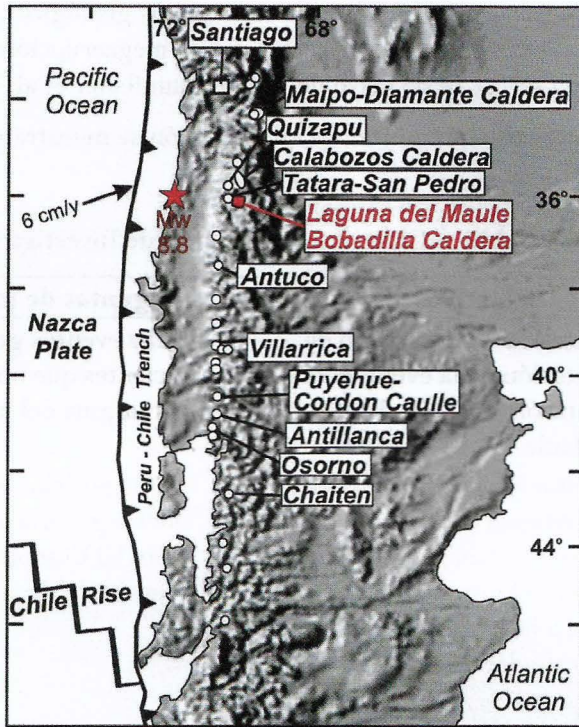 72°
68°
Santiago
Pacific
Ocean
Maipo-Diamante Caldera
Quizapu
Calabozos Caldera
Tatara-San Pedro
36°
6 cm/y
Mw
8.8
Laguna del Maule
Bobadilla Caldera
Antuco
Nazca
Plate
Peru - Chile Trench
Villarrica
40°
Puyehue-
Cordon Caulle
Antillanca
Osorno
Chaiten
44°
Chile Rise
Atlantic
Ocean